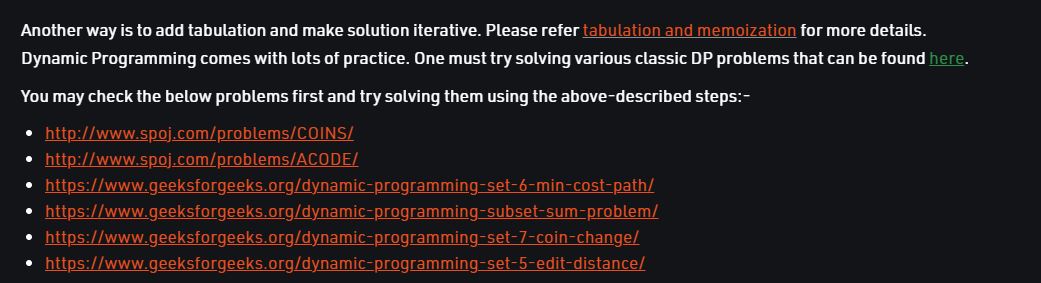 Another way is to add tabulation and make solution iterative. Please refer tabulation and memoization for more details.
Dynamic Programming comes with lots of practice. One must try solving various classic DP problems that can be found here.
You may check the below problems first and try solving them using the above-described steps:-
• http://www.spoj.com/problems/COINS/
• http://www.spoj.com/problems/ACODE/
• https://www.geeksforgeeks.org/dynamic-programming-set-6-min-cost-path/
• https://www.geeksforgeeks.org/dynamic-programming-subset-sum-problem/
• https://www.geeksforgeeks.org/dynamic-programming-set-7-coin-change/
• https://www.geeksforgeeks.org/dynamic-programming-set-5-edit-distance/